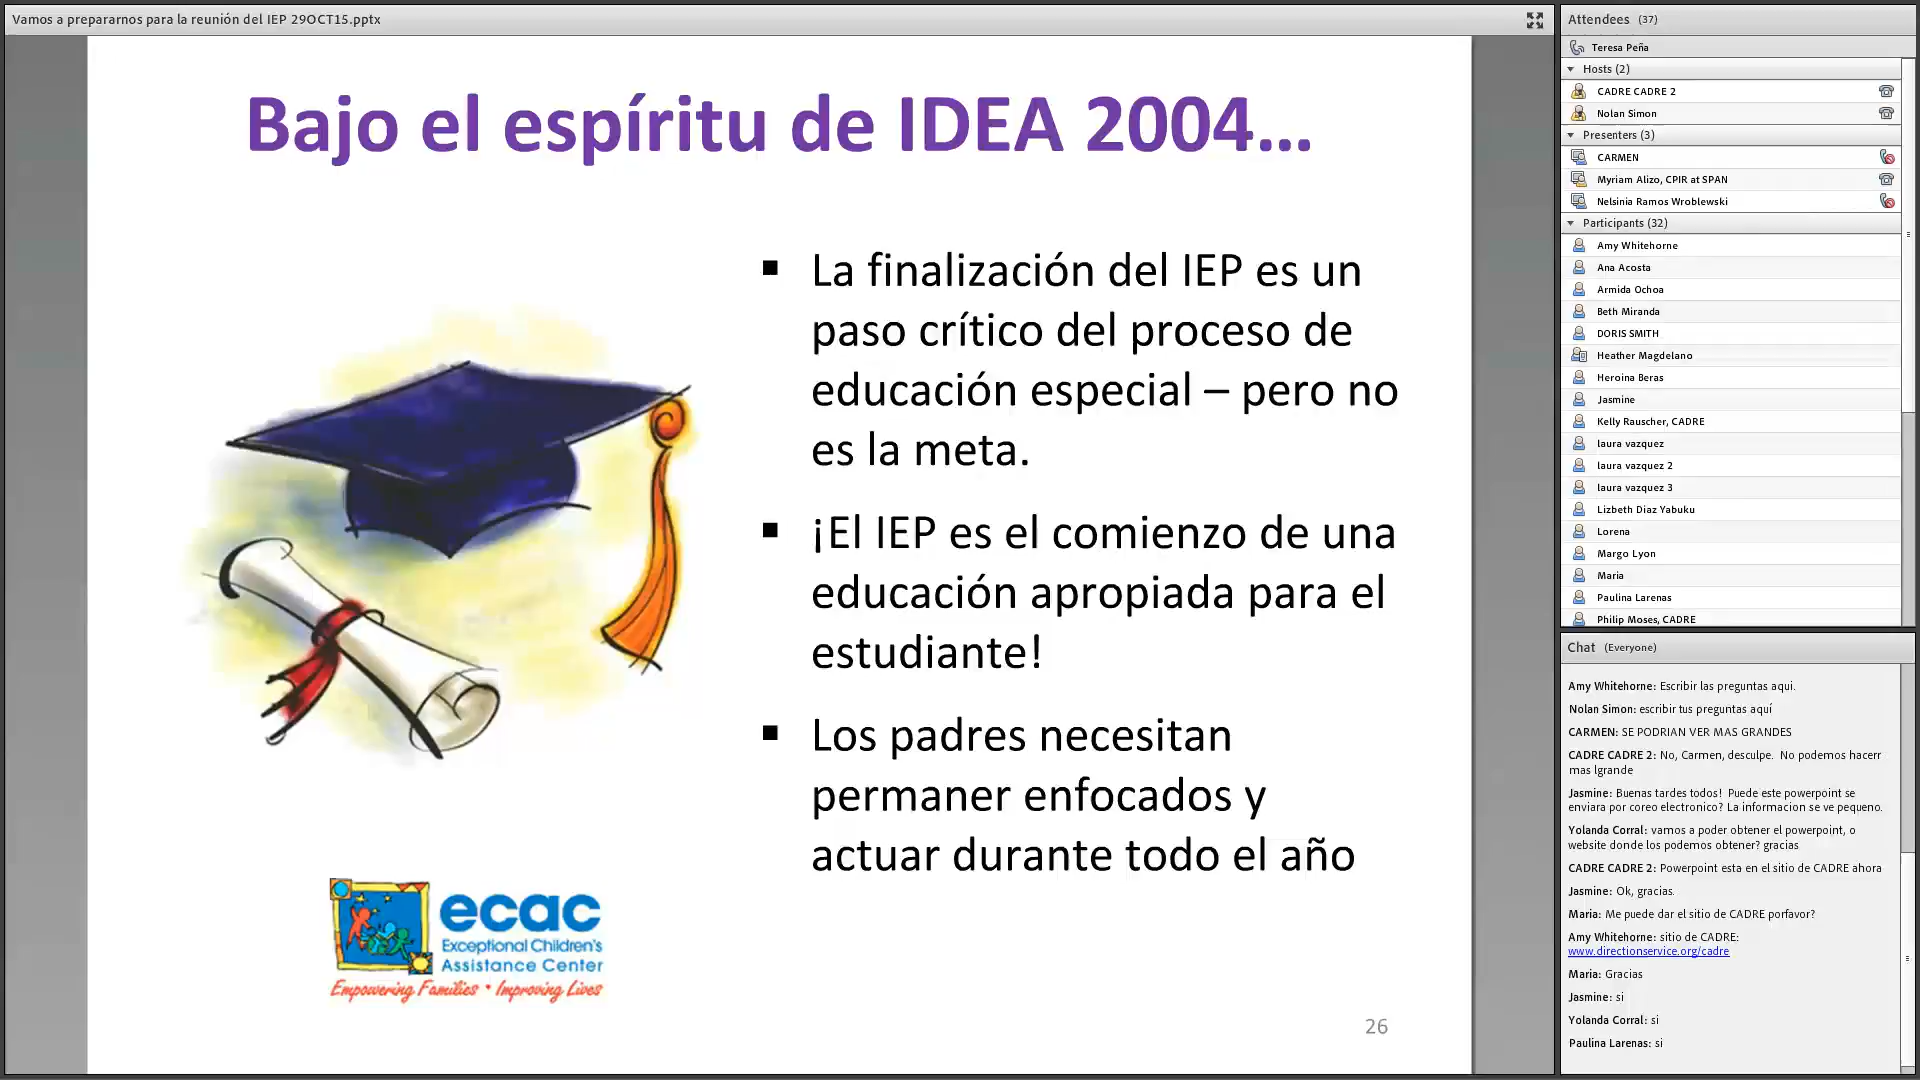 Vamos a prepararnos para la reunión del IEP 29OCT15.pptx
Bajo el espíritu de IDEA 2004...
▪ La finalización del IEP es un
paso crítico del proceso de
educación especial – pero no
es la meta.
▪ ¡El IEP es el comienzo de una
educación apropiada para el
estudiante!
▪ Los padres necesitan
permaner enfocados y
actuar durante todo el año
ecac
Exceptional Children's
Assistance Center
Empowering Families • Improving Lives
26
Attendees (37)
Teresa Peña
Hosts (2)
CADRE CADRE 2
Nolan Simon
Presenters (3)
CARMEN
Myriam Alizo, CPIR at SPAN
Nelsinia Ramos Wroblewski
Participants (32)
Amy Whitehorne
Ana Acosta
Armida Ochoa
Beth Miranda
DORIS SMITH
Heather Magdelano
Heroina Beras
Jasmine
Kelly Rauscher, CADRE
laura vazquez
laura vazquez 2
laura vazquez 3
Lizbeth Diaz Yabuku
Lorena
Margo Lyon
Maria
Paulina Larenas
Philip Moses, CADRE
Chat (Everyone)
Amy Whitehorne: Escribir las preguntas aqui.
Nolan Simon: escribir tus preguntas aquí
CARMEN: SE PODRIAN VER MAS GRANDES
CADRE CADRE 2: No, Carmen, desculpe. No podemos hacerr
mas lgrande
Jasmine: Buenas tardes todos! Puede este powerpoint se
enviara por coreo electronico? La informacion se ve pequeno.
Yolanda Corral: vamos a poder obtener el powerpoint, o
website donde los podemos obtener? gracias
CADRE CADRE 2: Powerpoint esta en el sitio de CADRE ahora
Jasmine: Ok, gracias.
Maria: Me puede dar el sitio de CADRE porfavor?
Amy Whitehorne: sitio de CADRE:
www.directionservice.org/cadre
Maria: Gracias
Jasmine: si
Yolanda Corral: si
Paulina Larenas: si